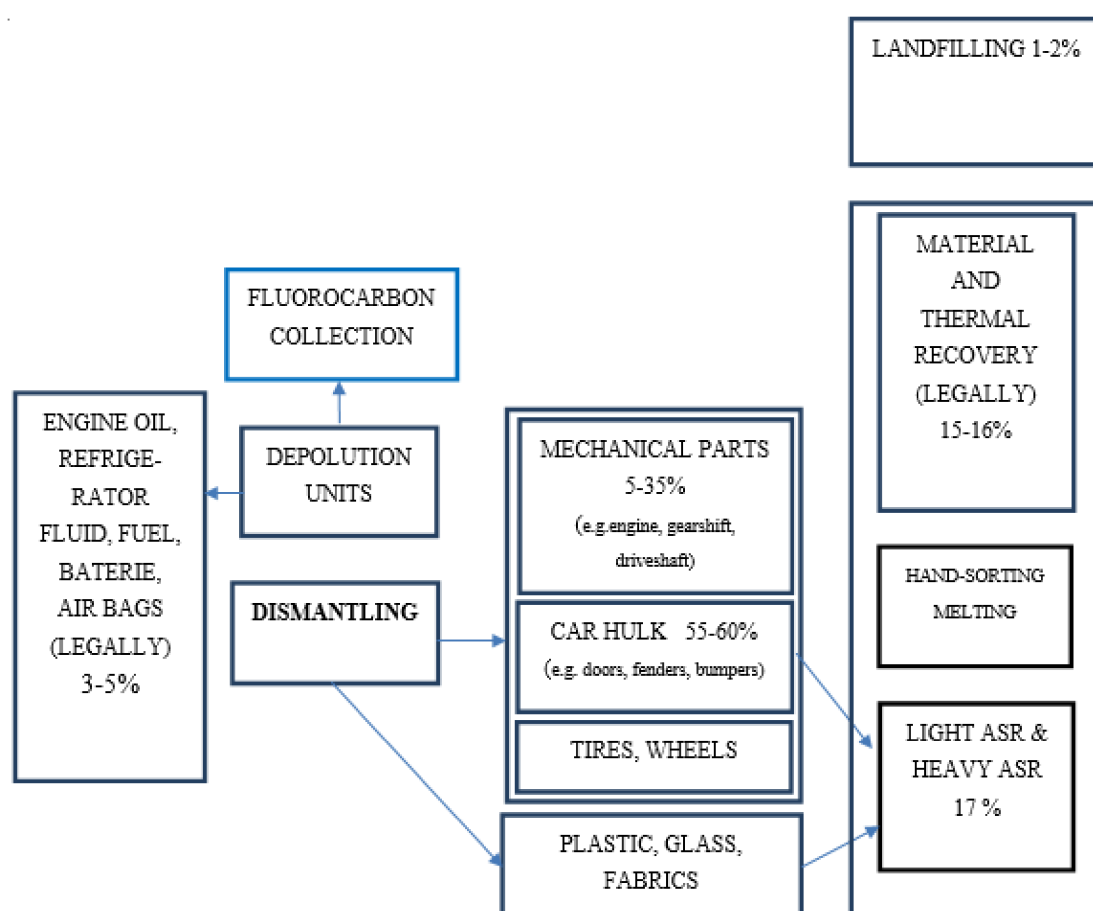 LANDFILLING 1-2%
MATERIAL
AND
THERMAL
RECOVERY
(LEGALLY)
15-16%
FLUOROCARBON
COLLECTION
ENGINE OIL,
REFRIGE-
RATOR
FLUID, FUEL,
BATERIE,
AIR BAGS
(LEGALLY)
3-5%
DEPOLUTION
UNITS
MECHANICAL PARTS
5-35%
(e.g.engine, gearshift,
driveshaft)
HAND-SORTING
MELTING
DISMANTLING
CAR HULK 55-60%
(e.g. doors, fenders, bumpers)
TIRES, WHEELS
LIGHT ASR &
HEAVY ASR
17 %
PLASTIC, GLASS,
FABRICS